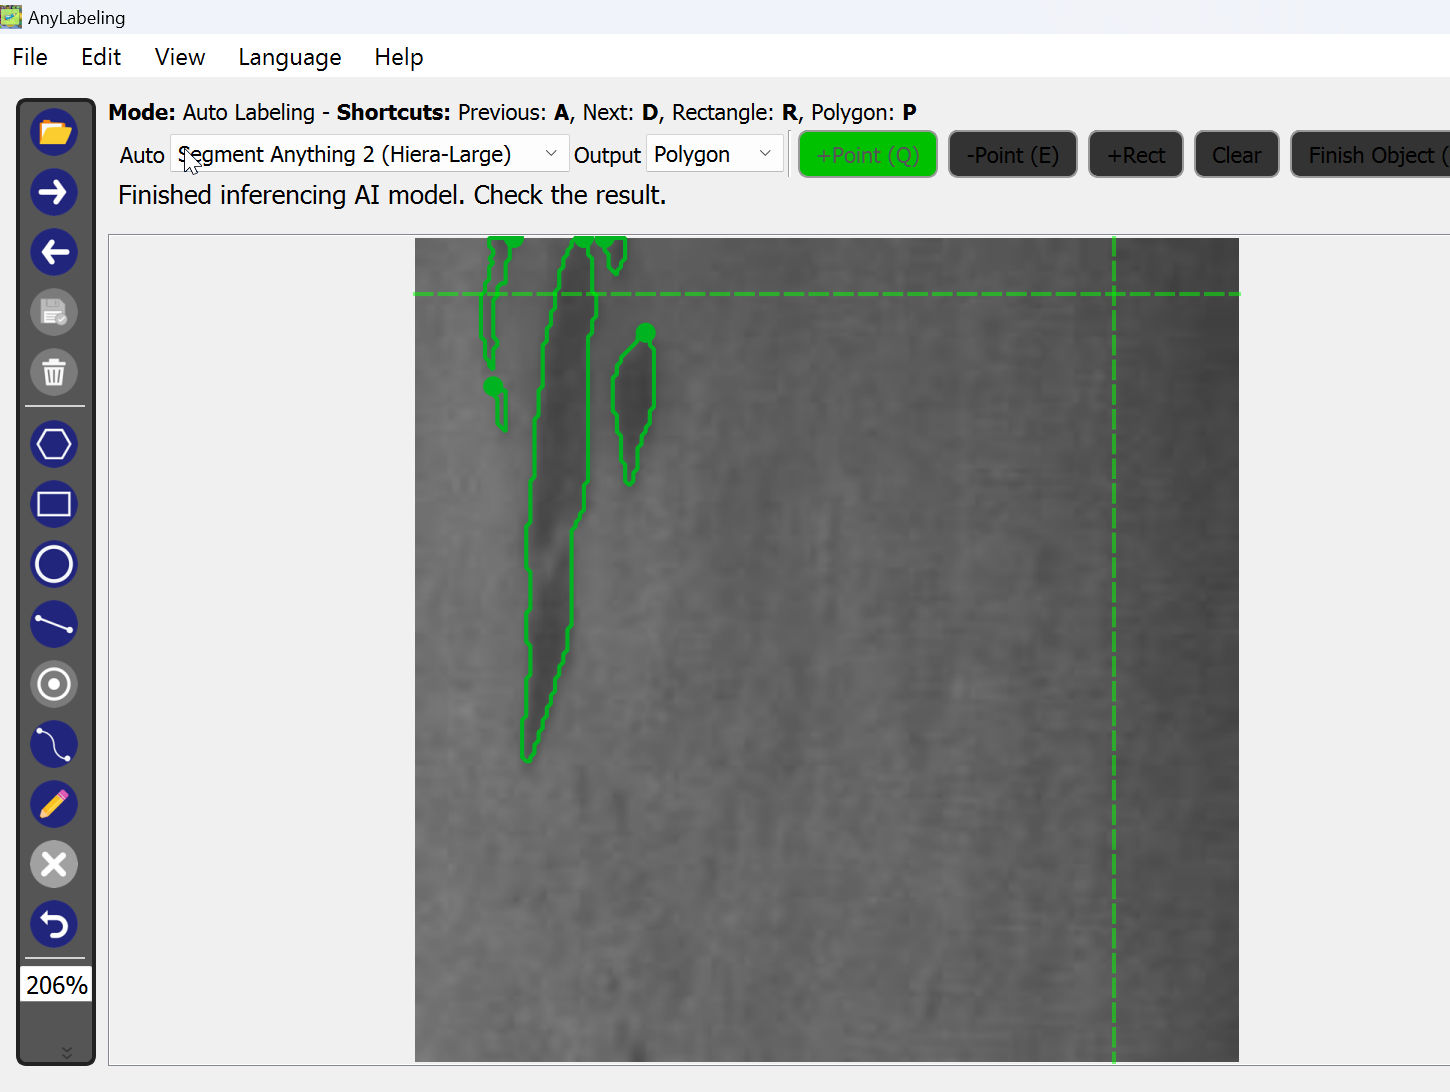 AnyLabeling
File Edit View Language Help
Mode: Auto Labeling - Shortcuts: Previous: A, Next: D, Rectangle: R, Polygon: P
Auto Segment Anything 2 (Hiera-Large) Output Polygon +Point (Q) -Point (E) +Rect Clear Finish Object (
Finished inferencing AI model. Check the result.
206%